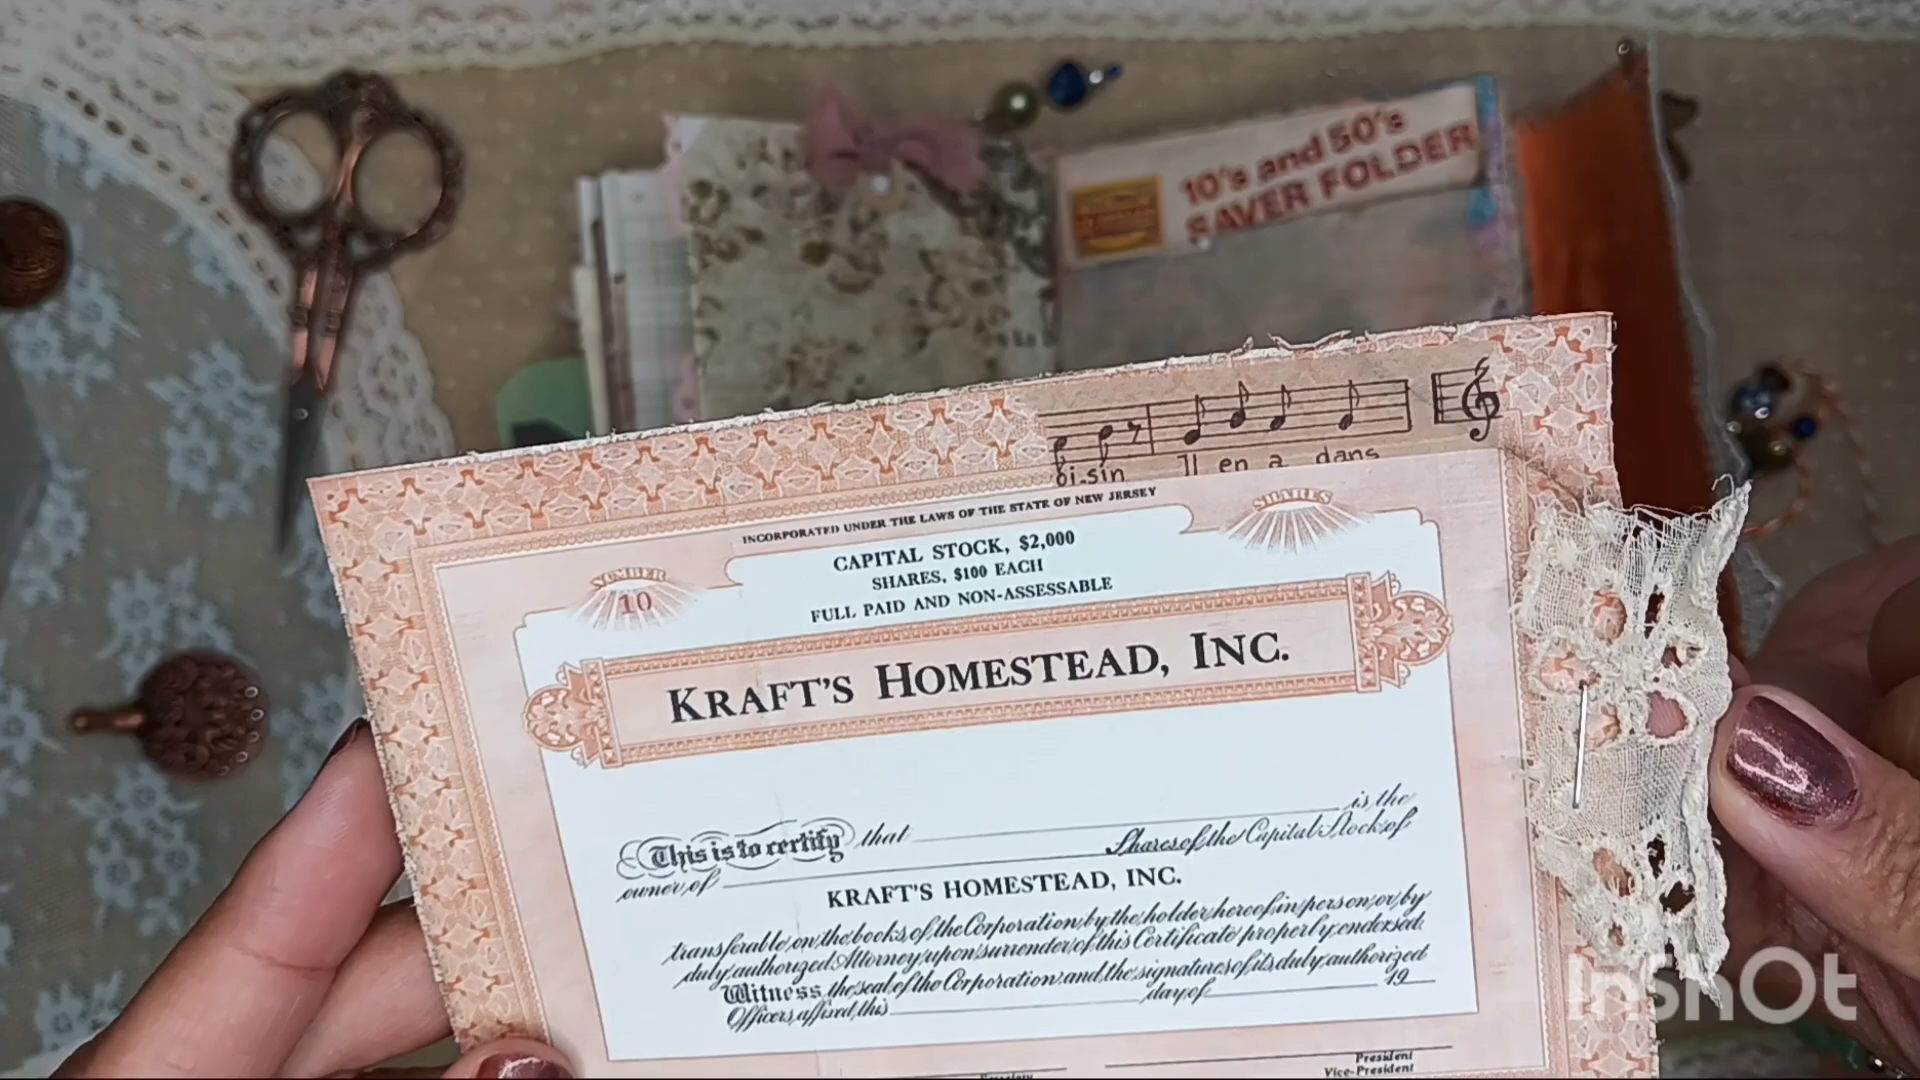 10's and 50's
SAVER FOLDER
bi-sin Il en a dans
INCORPORATED UNDER THE LAWS OF THE STATE OF NEW JERSEY
NUMBER
10
SHARES
CAPITAL STOCK, $2,000
SHARES, $100 EACH
FULL PAID AND NON-ASSESSABLE
KRAFT'S HOMESTEAD, INC.
This is to certify that is the
owner of Shares of the Capital Stock of
KRAFT'S HOMESTEAD, INC.
transferable on the books of the Corporation by the holder hereof in person or by
duly authorized Attorney upon surrender of this Certificate properly endorsed.
Witness the seal of the Corporation and the signatures of its duly authorized
Officers affixed this day of 19
President
Vice-President
InShOt